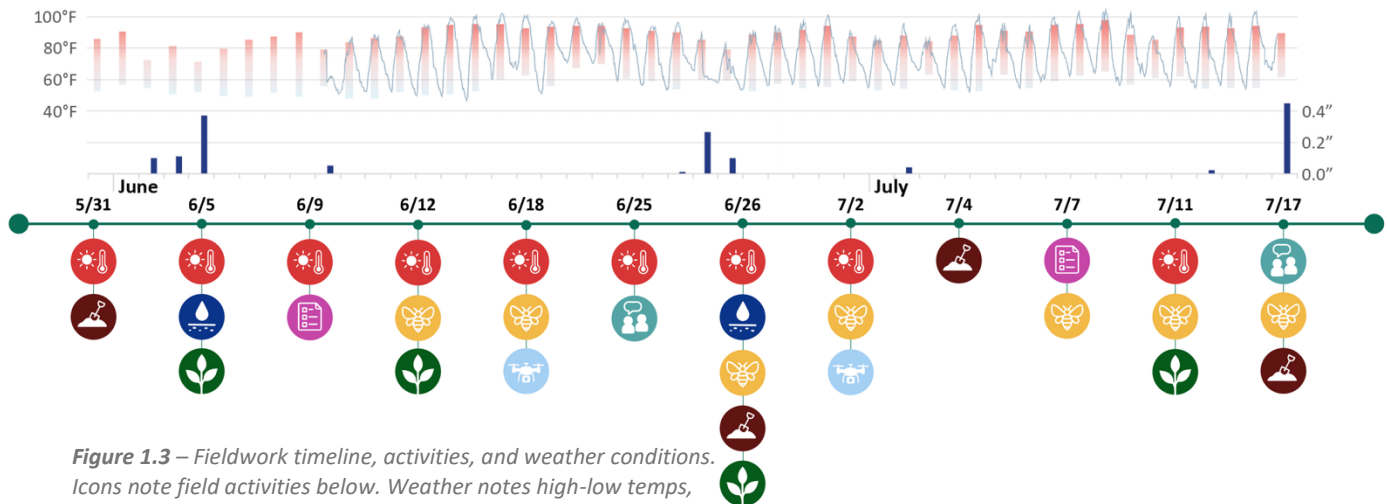 100°F
80°F
60°F
40°F
0.4”
0.2”
0.0”
June
July
5/31 6/5 6/9 6/12 6/18 6/25 6/26 7/2 7/4 7/7 7/11 7/17
Figure 1.3 – Fieldwork timeline, activities, and weather conditions.
Icons note field activities below. Weather notes high-low temps,